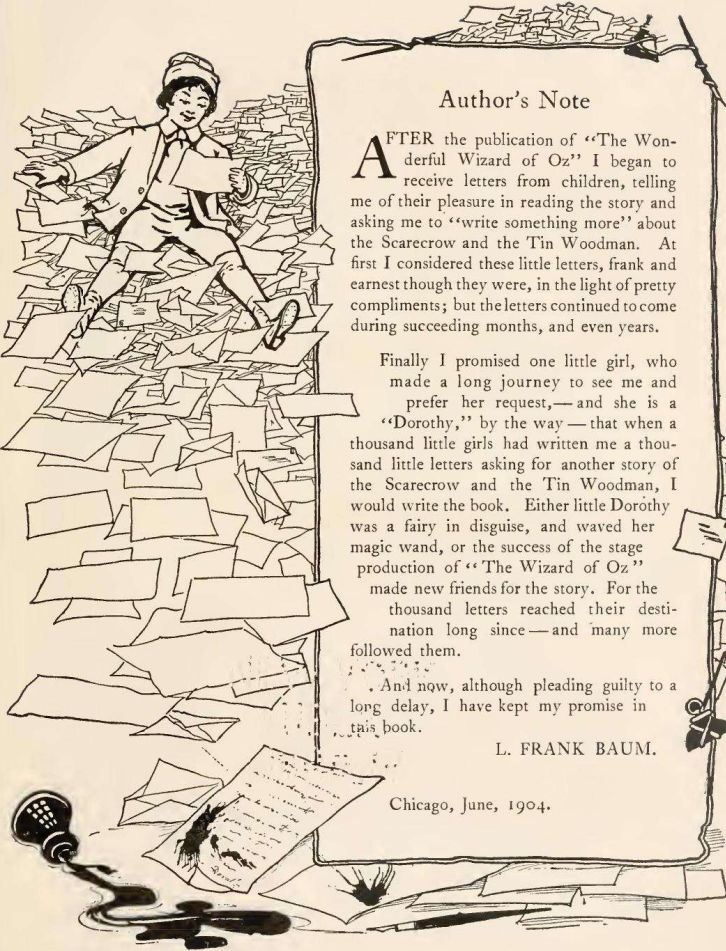 Author's Note
AFTER the publication of "The Won-
derful Wizard of Oz" I began to
receive letters from children, telling
me of their pleasure in reading the story and
asking me to "write something more" about
the Scarecrow and the Tin Woodman. At
first I considered these little letters, frank and
earnest though they were, in the light of pretty
compliments; but the letters continued to come
during succeeding months, and even years.
Finally I promised one little girl, who
made a long journey to see me and
prefer her request,—and she is a
"Dorothy," by the way—that when a
thousand little girls had written me a thou-
sand little letters asking for another story of
the Scarecrow and the Tin Woodman, I
would write the book. Either little Dorothy
was a fairy in disguise, and waved her
magic wand, or the success of the stage
production of "The Wizard of Oz"
made new friends for the story. For the
thousand letters reached their desti-
nation long since—and many more
followed them.
And now, although pleading guilty to a
long delay, I have kept my promise in
this book.
L. FRANK BAUM.
Chicago, June, 1904.